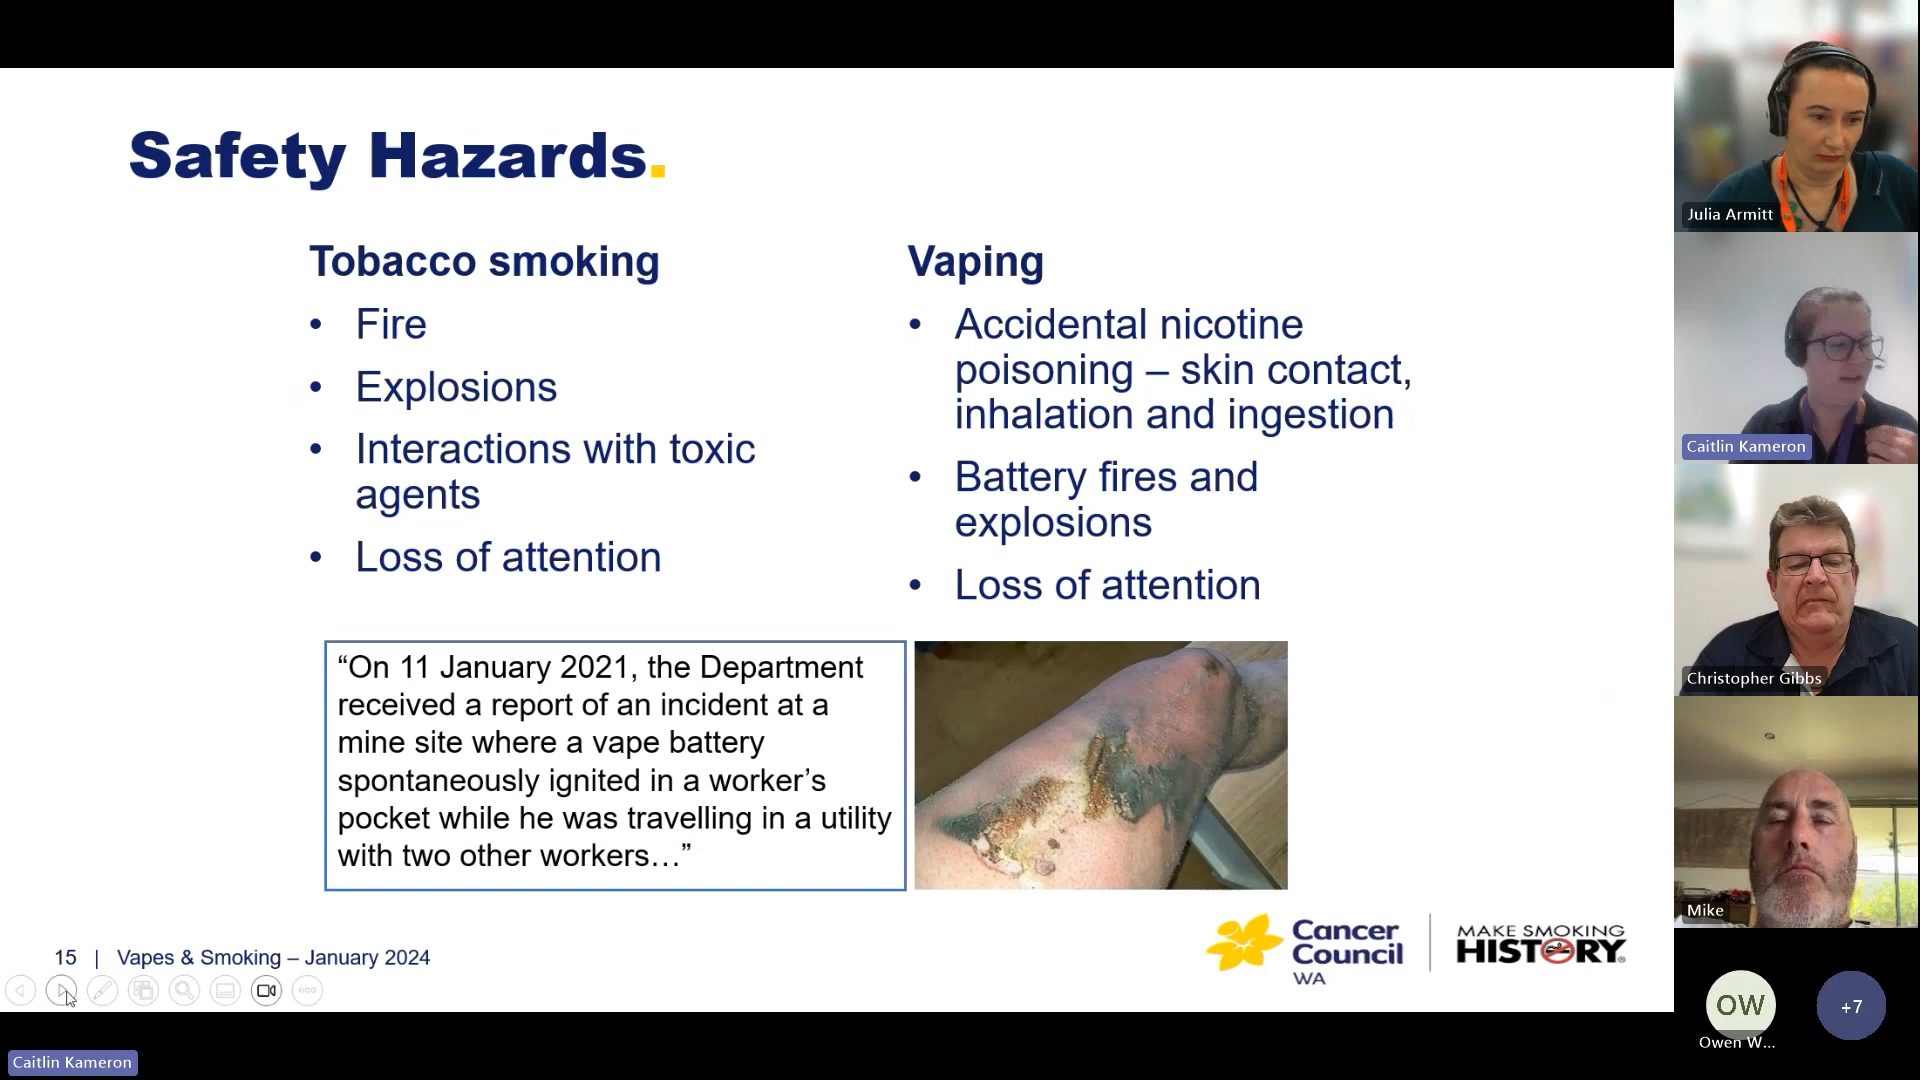 Safety Hazards.
Tobacco smoking
• Fire
• Explosions
• Interactions with toxic
agents
• Loss of attention
Vaping
• Accidental nicotine
poisoning – skin contact,
inhalation and ingestion
• Battery fires and
explosions
• Loss of attention
“On 11 January 2021, the Department
received a report of an incident at a
mine site where a vape battery
spontaneously ignited in a worker’s
pocket while he was travelling in a utility
with two other workers…”
Cancer
Council
WA
MAKE SMOKING
HISTORY®
15 | Vapes & Smoking – January 2024
Caitlin Kameron
Julia Armitt
Caitlin Kameron
Christopher Gibbs
Mike
OW
Owen W...
+7